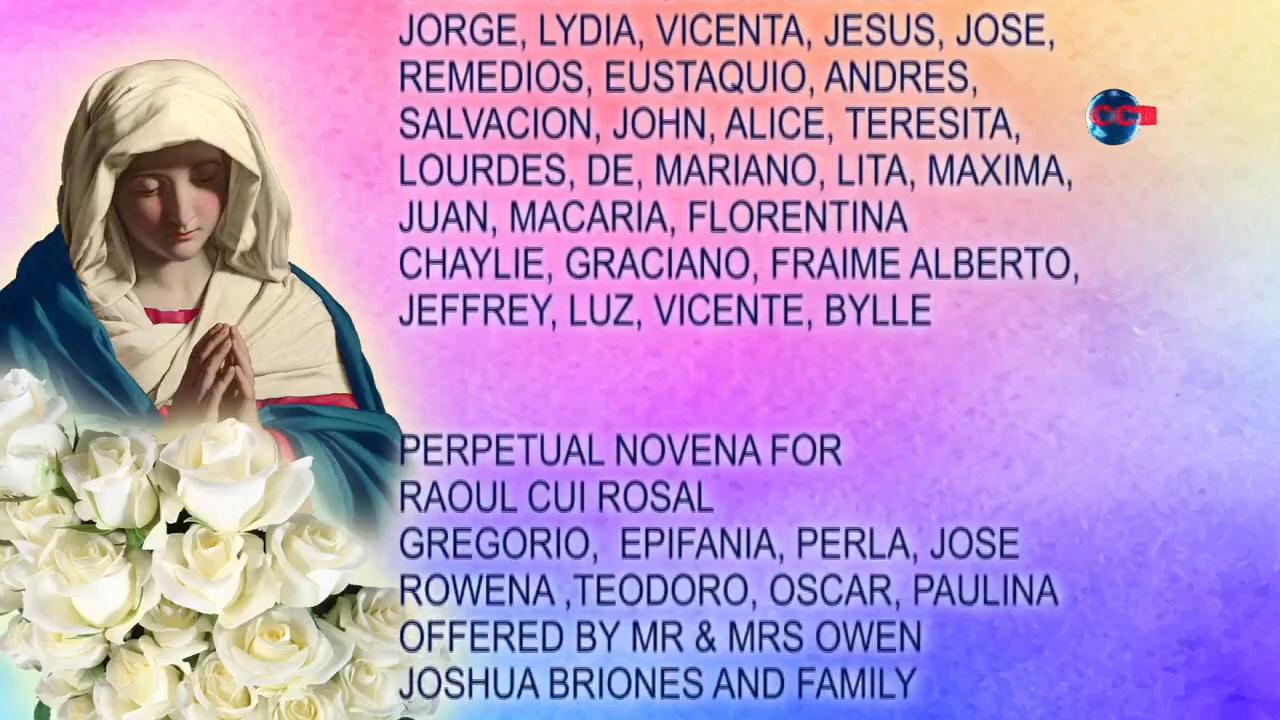 JORGE, LYDIA, VICENTA, JESUS, JOSE,
REMEDIOS, EUSTAQUIO, ANDRES,
SALVACION, JOHN, ALICE, TERESITA,
LOURDES, DE, MARIANO, LITA, MAXIMA,
JUAN, MACARIA, FLORENTINA
CHAYLIE, GRACIANO, FRAIME ALBERTO,
JEFFREY, LUZ, VICENTE, BYLLE
PERPETUAL NOVENA FOR
RAOUL CUI ROSAL
GREGORIO,  EPIFANIA, PERLA, JOSE
ROWENA ,TEODORO, OSCAR, PAULINA
OFFERED BY MR & MRS OWEN
JOSHUA BRIONES AND FAMILY